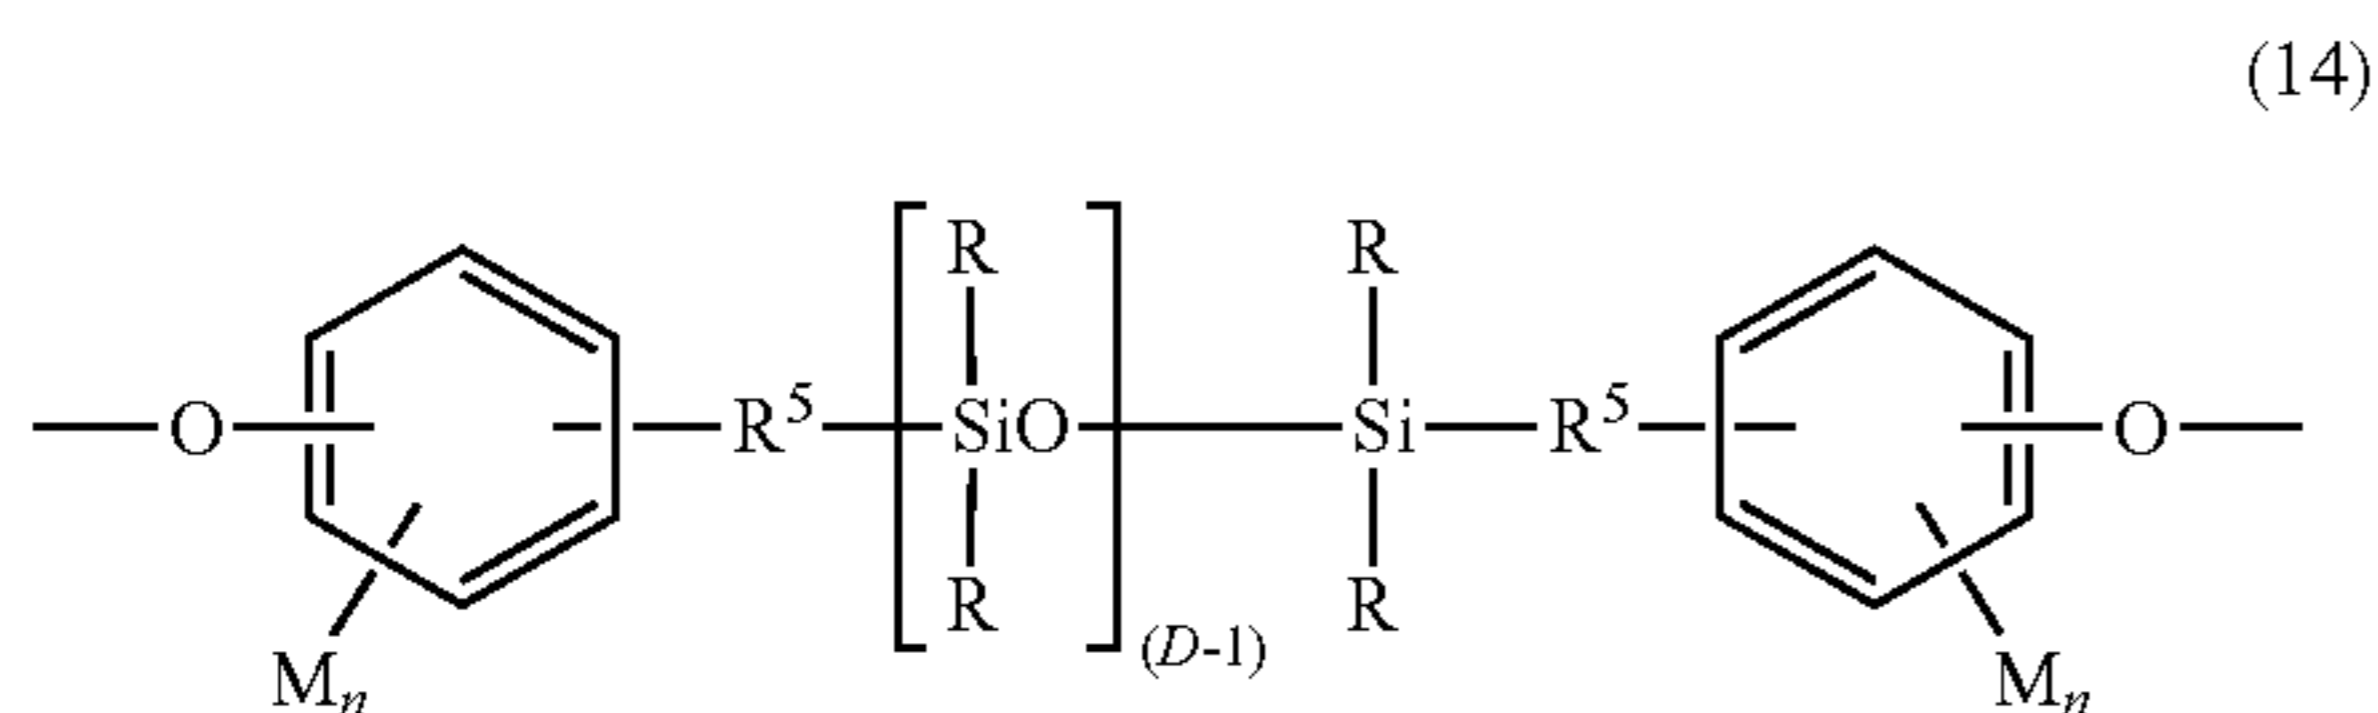 (14)
R R
O R⁵ SiO Si R⁵ O
R R
(D-1)
Mₙ Mₙ